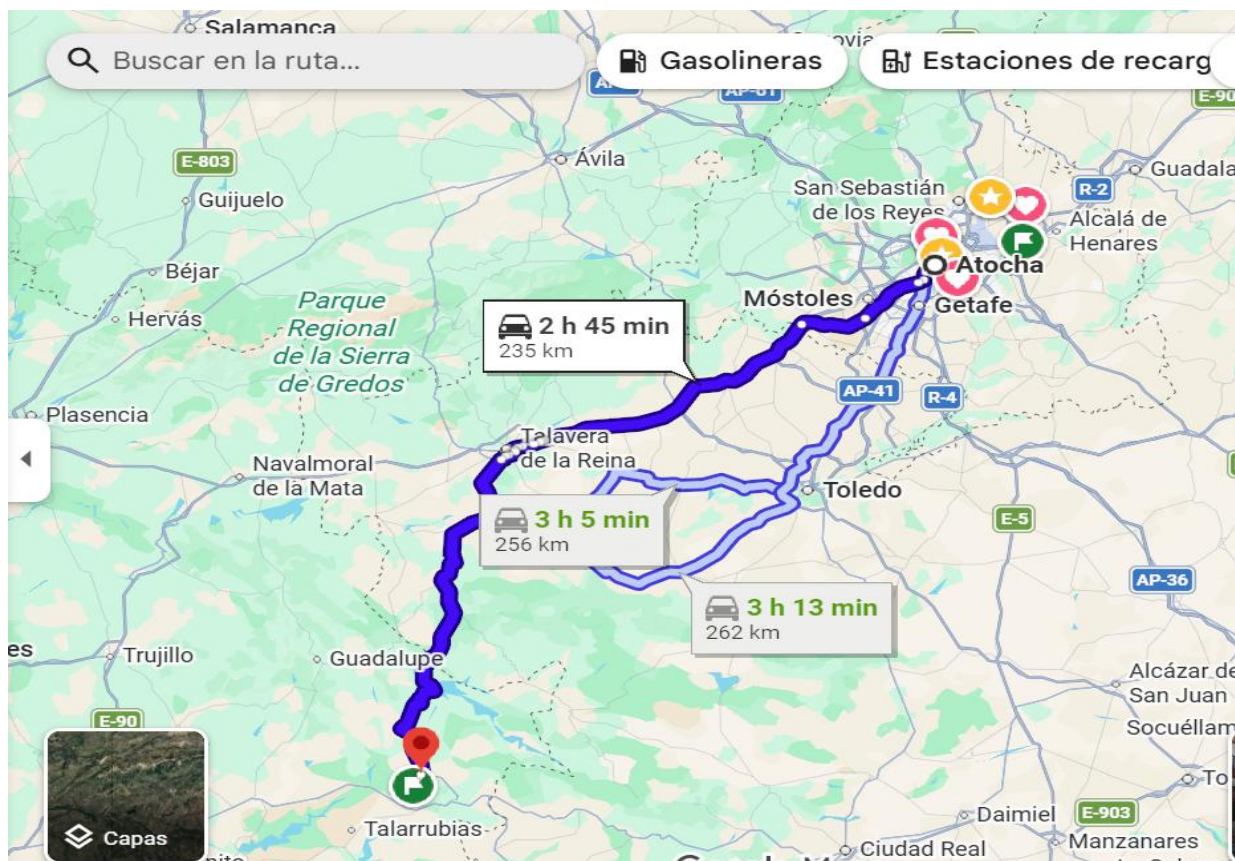 Salamanca
Buscar en la ruta...
Gasolineras
Estaciones de recarg
AP-61
E-90
Ávila
E-803
Guadala
San Sebastián
de los Reyes
R-2
Guijuelo
Alcalá de
Henares
Béjar
Atocha
Parque
Regional
de la Sierra
de Gredos
Móstoles
Getafe
Hervás
2 h 45 min
235 km
AP-41
R-4
Plasencia
Talavera
de la Reina
Navalmoral
de la Mata
Toledo
3 h 5 min
256 km
E-5
AP-36
3 h 13 min
262 km
es
Trujillo
Guadalupe
Alcázar de
San Juan
E-90
Socuéllam
To
Capas
Talarrubias
Daimiel
E-903
Manzanares
Ciudad Real